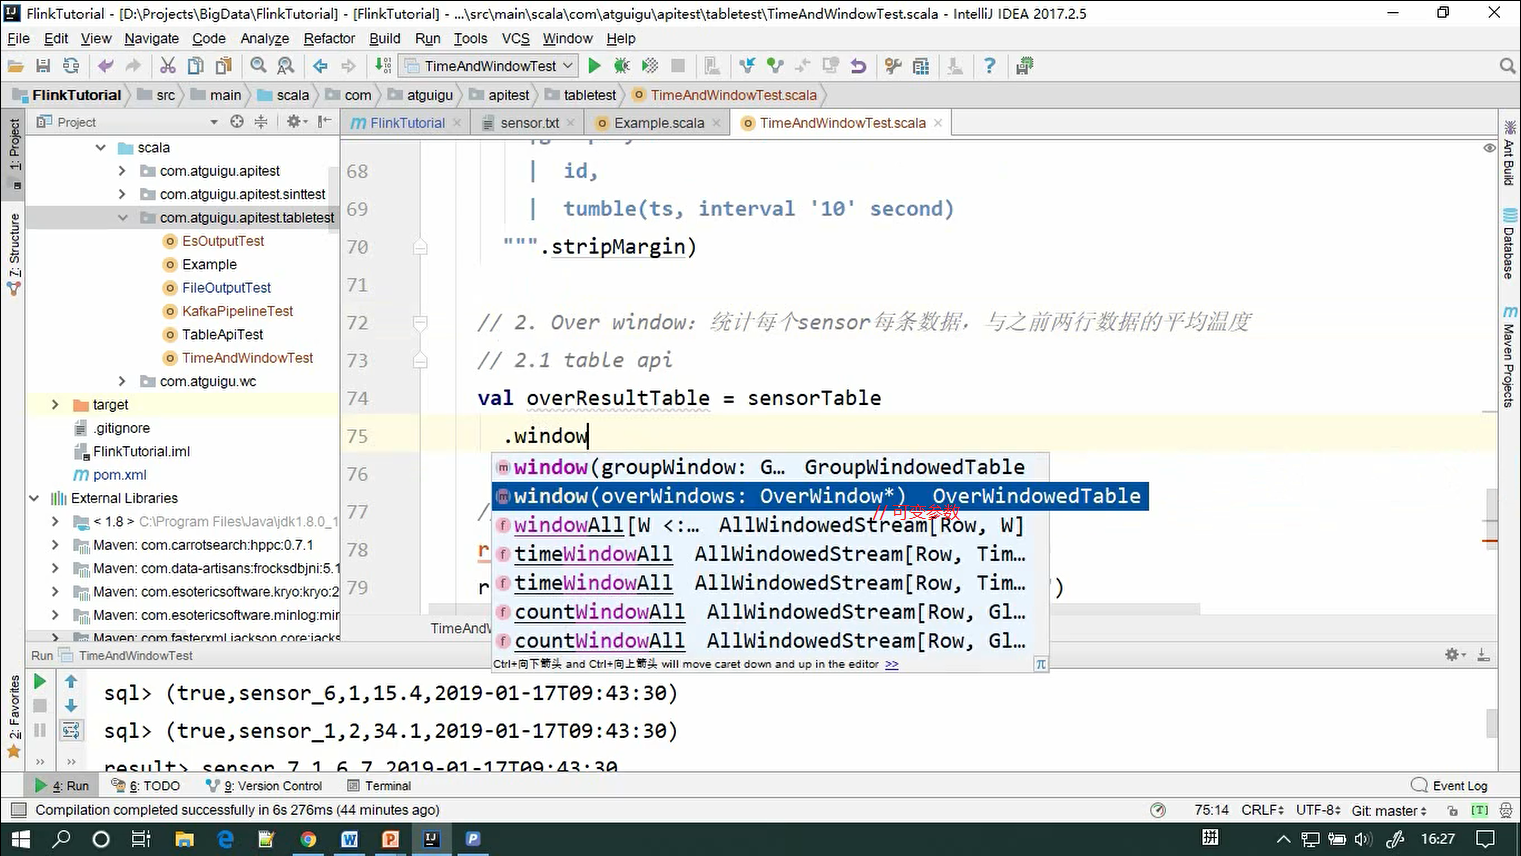 FlinkTutorial - [D:\Projects\BigData\FlinkTutorial] - [FlinkTutorial] - ...\src\main\scala\com\atguigu\apitest\tabletest\TimeAndWindowTest.scala - IntelliJ IDEA 2017.2.5
File Edit View Navigate Code Analyze Refactor Build Run Tools VCS Window Help
TimeAndWindowTest
FlinkTutorial src main scala com atguigu apitest tabletest TimeAndWindowTest.scala
Project
FlinkTutorial sensor.txt Example.scala TimeAndWindowTest.scala
1: Project
7: Structure
2: Favorites
scala
com.atguigu.apitest
com.atguigu.apitest.sinttest
com.atguigu.apitest.tabletest
EsOutputTest
Example
FileOutputTest
KafkaPipelineTest
TableApiTest
TimeAndWindowTest
com.atguigu.wc
target
.gitignore
FlinkTutorial.iml
pom.xml
External Libraries
< 1.8 > C:\Program Files\Java\jdk1.8.0_
Maven: com.carrotsearch:hppc:0.7.1
Maven: com.data-artisans:frocksdbjni:5.1
Maven: com.esotericsoftware.kryo:kryo:2
Maven: com.esotericsoftware.minlog:mir
Maven: com.fasterxml.jackson.core:jacks
68 | id,
69 | tumble(ts, interval '10' second)
70 """.stripMargin)
71
72 // 2. Over window: 统计每个sensor每条数据，与之前两行数据的平均温度
73 // 2.1 table api
74 val overResultTable = sensorTable
75 .window
76
77 /
78 r
79 r ")
window(groupWindow: G… GroupWindowedTable
window(overWindows: OverWindow*) OverWindowedTable
// 可变参数
windowAll[W <:… AllWindowedStream[Row, W]
timeWindowAll AllWindowedStream[Row, Tim…
timeWindowAll AllWindowedStream[Row, Tim…
countWindowAll AllWindowedStream[Row, Gl…
countWindowAll AllWindowedStream[Row, Gl…
Ctrl+向下箭头 and Ctrl+向上箭头 will move caret down and up in the editor >>
π
TimeAndW
Ant Build
Database
Maven Projects
Run TimeAndWindowTest
sql> (true,sensor_6,1,15.4,2019-01-17T09:43:30)
sql> (true,sensor_1,2,34.1,2019-01-17T09:43:30)
result> sensor_7,1,6.7,2019-01-17T09:43:30
4: Run 6: TODO 9: Version Control Terminal Event Log
Compilation completed successfully in 6s 276ms (44 minutes ago) 75:14 CRLF÷ UTF-8÷ Git: master÷ [T]
拼 16:27